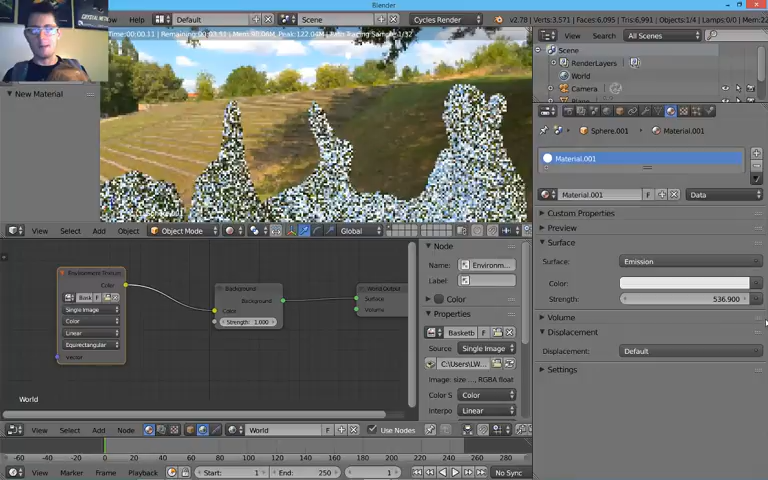 Blender
Help
Default
Scene
Cycles Render
v2.78 | Verts:3,571 | Faces:6,095 | Tris:6,991 | Objects:1/4 | Lamps:0/0 |
View
Search
All Scenes
Scene
RenderLayers
World
Camera
New Material
Sphere.001
Material.001
Material.001
Material.001
F
Data
Custom Properties
Preview
Surface
Surface:
Emission
Color:
Strength:
536.900
Volume
Displacement
Displacement:
Default
Settings
View
Select
Add
Object
Object Mode
Global
Environment Texture
Color
F
Single Image
Color
Linear
Equirectangular
Vector
Background
Background
Color
Strength: 1.000
World Output
Surface
Volume
World
Node
Name:
Environm...
Label:
Color
Properties
Basketb
F
Source
Single Image
C:\Users\LW...
Image: size ..., RGBA float
Color S
Color
Interpo
Linear
View
Select
Add
Node
World
F
Use Nodes
-60
-40
-20
0
20
40
60
80
100
120
140
160
180
200
220
240
260
280
View
Marker
Frame
Playback
Start:
1
End:
250
1
No Sync